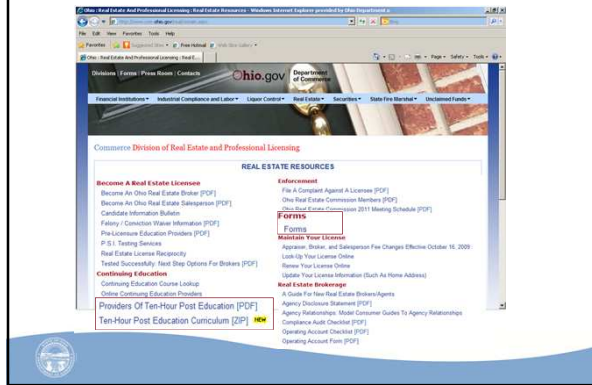 Ohio : Real Estate And Professional Licensing : Real Estate Resources - Windows Internet Explorer provided by Ohio Department o
File Edit View Favorites Tools Help
Favorites Suggested Sites Free Hotmail Web Slice Gallery
Ohio : Real Estate And Professional Licensing : Real E...
Page Safety Tools
Divisions | Forms | Press Room | Contacts
Ohio.gov Department of Commerce
Financial Institutions Industrial Compliance and Labor Liquor Control Real Estate Securities State Fire Marshal Unclaimed Funds
Commerce Division of Real Estate and Professional Licensing
REAL ESTATE RESOURCES
Become A Real Estate Licensee
Become An Ohio Real Estate Broker [PDF]
Become An Ohio Real Estate Salesperson [PDF]
Candidate Information Bulletin
Felony / Conviction Waiver Information [PDF]
Pre-Licensure Education Providers [PDF]
P.S.I. Testing Services
Real Estate License Reciprocity
Tested Successfully: Next Step Options For Brokers [PDF]
Continuing Education
Continuing Education Course Lookup
Online Continuing Education Providers
Providers Of Ten-Hour Post Education [PDF]
Ten-Hour Post Education Curriculum [ZIP] NEW
Enforcement
File A Complaint Against A Licensee [PDF]
Ohio Real Estate Commission Members [PDF]
Ohio Real Estate Commission 2011 Meeting Schedule [PDF]
Forms
Forms
Maintain Your License
Appraiser, Broker, and Salesperson Fee Changes Effective October 16, 2009
Look-Up Your License Online
Renew Your License Online
Update Your License Information (Such As Home Address)
Real Estate Brokerage
A Guide For New Real Estate Brokers/Agents
Agency Disclosure Statement [PDF]
Agency Relationships: Model Consumer Guides To Agency Relationships
Compliance Audit Checklist [PDF]
Operating Account Checklist [PDF]
Operating Account Form [PDF]